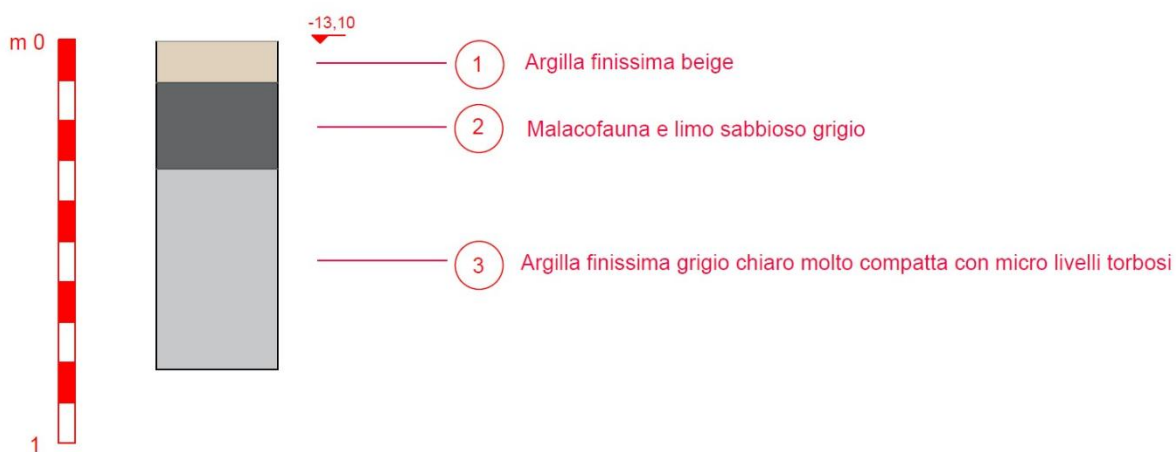 -13,10
m 0
1 Argilla finissima beige
2 Malacofauna e limo sabbioso grigio
3 Argilla finissima grigio chiaro molto compatta con micro livelli torbosi
1